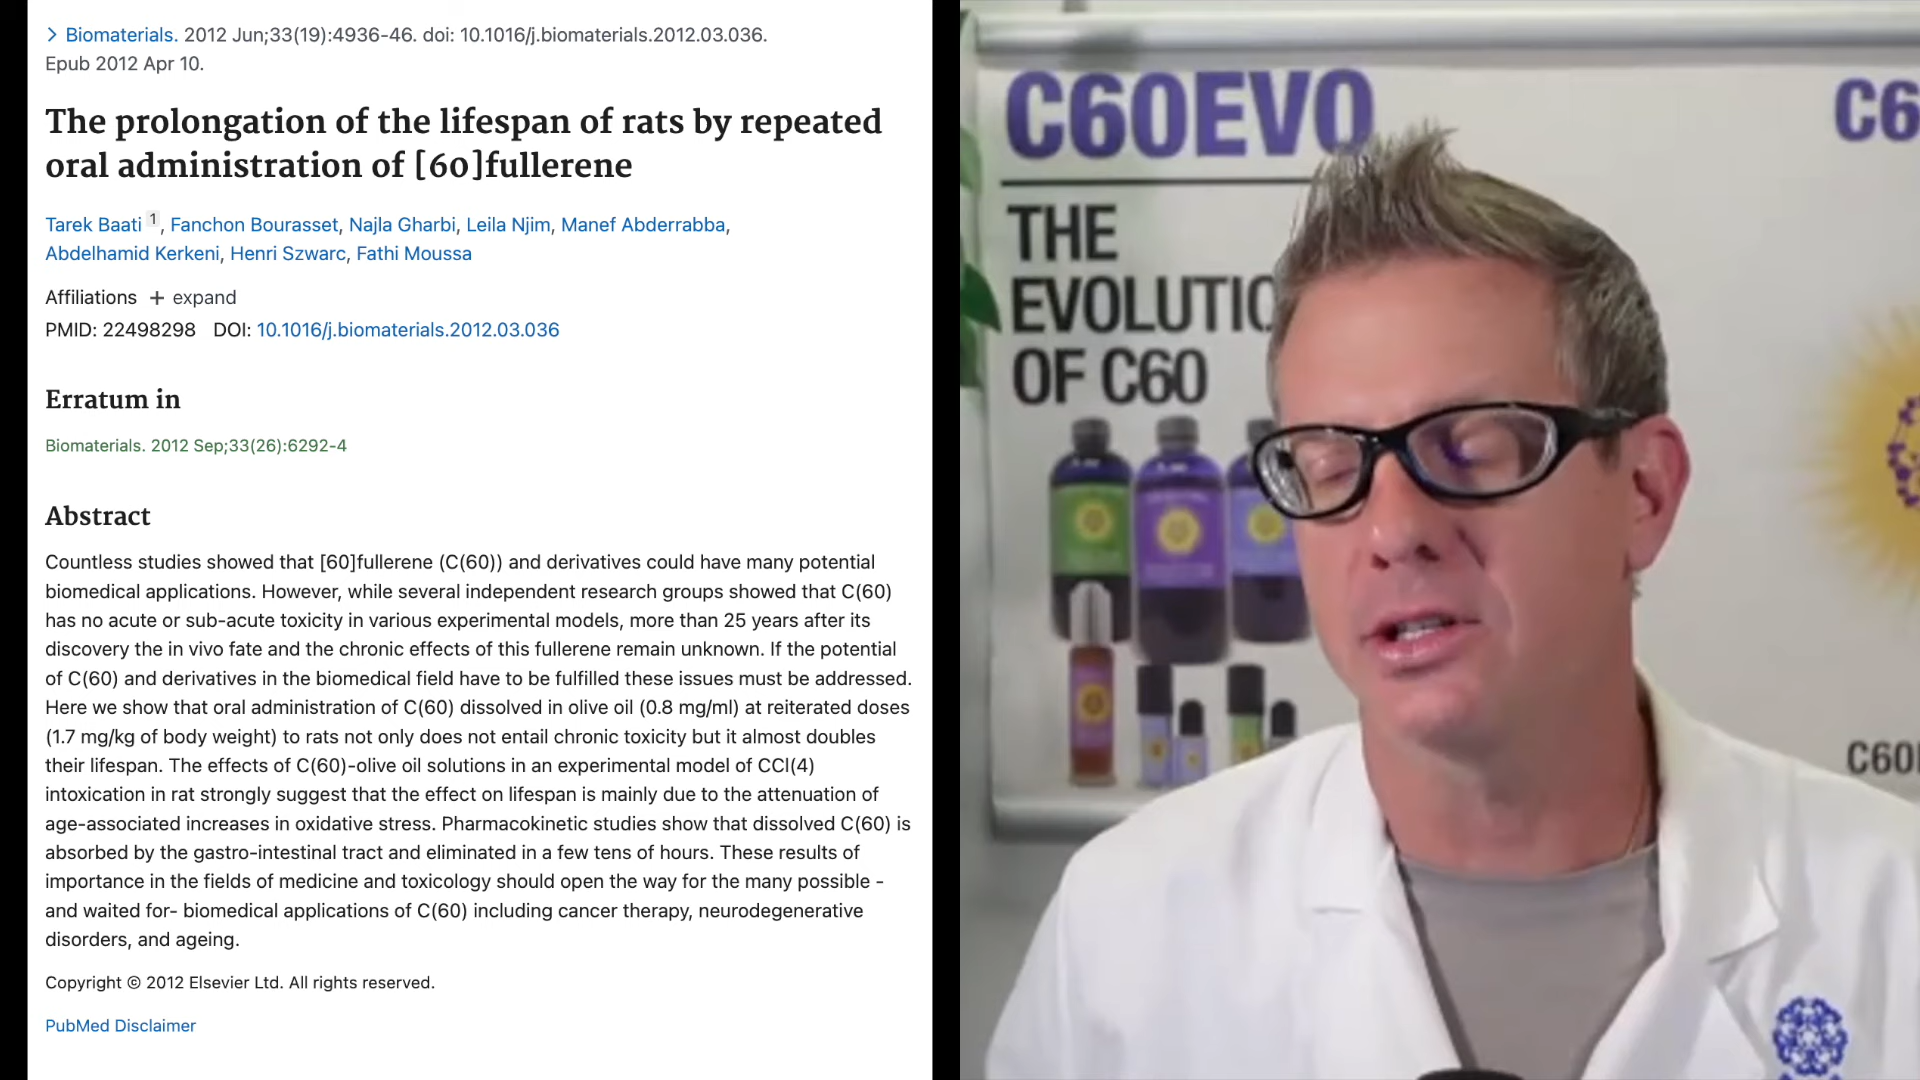 > Biomaterials. 2012 Jun;33(19):4936-46. doi: 10.1016/j.biomaterials.2012.03.036.
Epub 2012 Apr 10.
The prolongation of the lifespan of rats by repeated
oral administration of [60]fullerene
Tarek Baati 1, Fanchon Bourasset, Najla Gharbi, Leila Njim, Manef Abderrabba,
Abdelhamid Kerkeni, Henri Szwarc, Fathi Moussa
Affiliations + expand
PMID: 22498298 DOI: 10.1016/j.biomaterials.2012.03.036
Erratum in
Biomaterials. 2012 Sep;33(26):6292-4
Abstract
Countless studies showed that [60]fullerene (C(60)) and derivatives could have many potential
biomedical applications. However, while several independent research groups showed that C(60)
has no acute or sub-acute toxicity in various experimental models, more than 25 years after its
discovery the in vivo fate and the chronic effects of this fullerene remain unknown. If the potential
of C(60) and derivatives in the biomedical field have to be fulfilled these issues must be addressed.
Here we show that oral administration of C(60) dissolved in olive oil (0.8 mg/ml) at reiterated doses
(1.7 mg/kg of body weight) to rats not only does not entail chronic toxicity but it almost doubles
their lifespan. The effects of C(60)-olive oil solutions in an experimental model of CCl(4)
intoxication in rat strongly suggest that the effect on lifespan is mainly due to the attenuation of
age-associated increases in oxidative stress. Pharmacokinetic studies show that dissolved C(60) is
absorbed by the gastro-intestinal tract and eliminated in a few tens of hours. These results of
importance in the fields of medicine and toxicology should open the way for the many possible -
and waited for- biomedical applications of C(60) including cancer therapy, neurodegenerative
disorders, and ageing.
Copyright © 2012 Elsevier Ltd. All rights reserved.
PubMed Disclaimer
C60EVO
THE
EVOLUTIO
OF C60
C6
C60